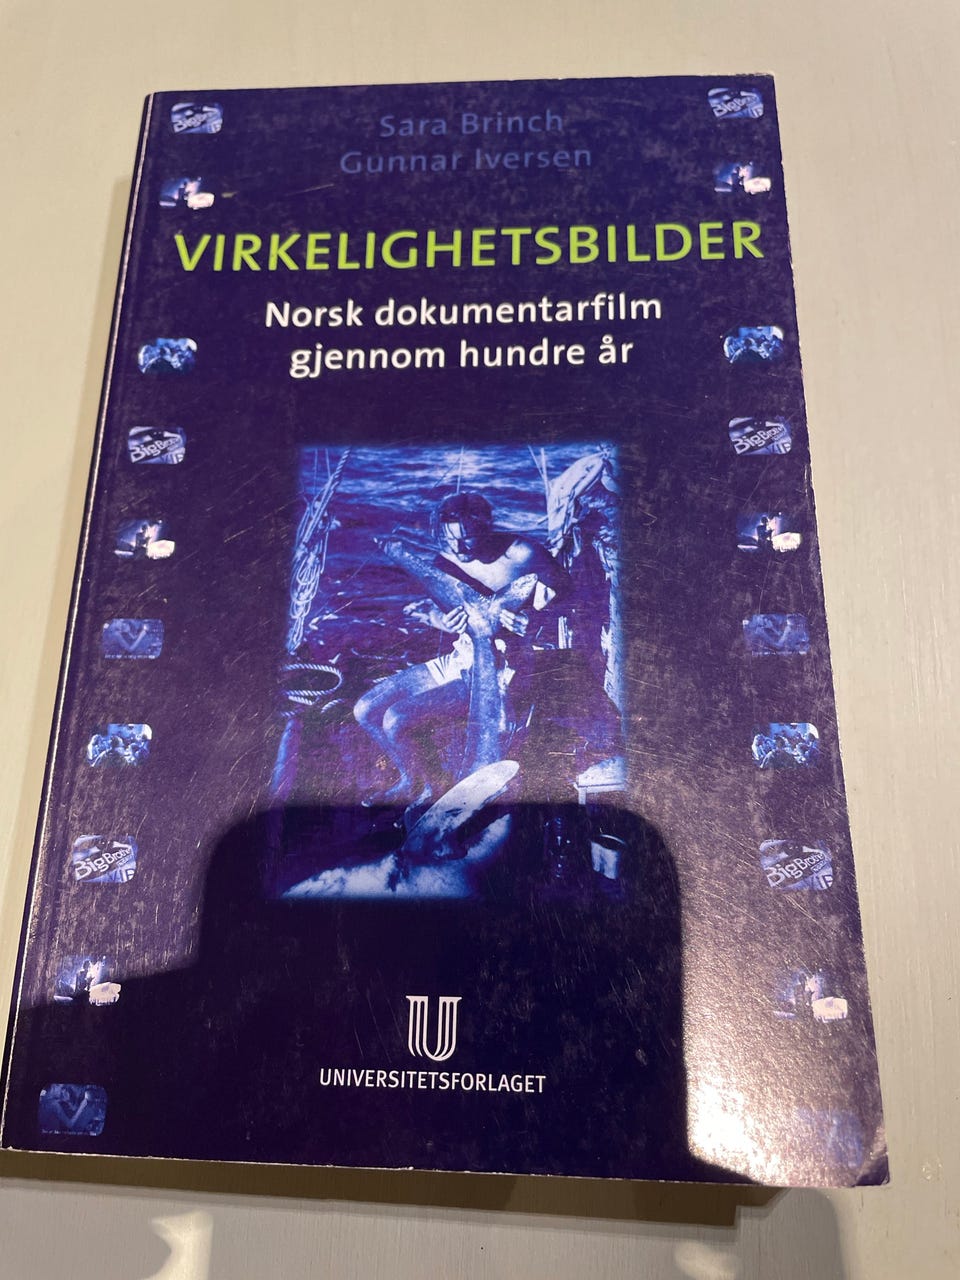 Sara Brinch
Gunnar Iversen
VIRKELIGHETSBILDER
Norsk dokumentarfilm
gjennom hundre år
UNIVERSITETSFORLAGET